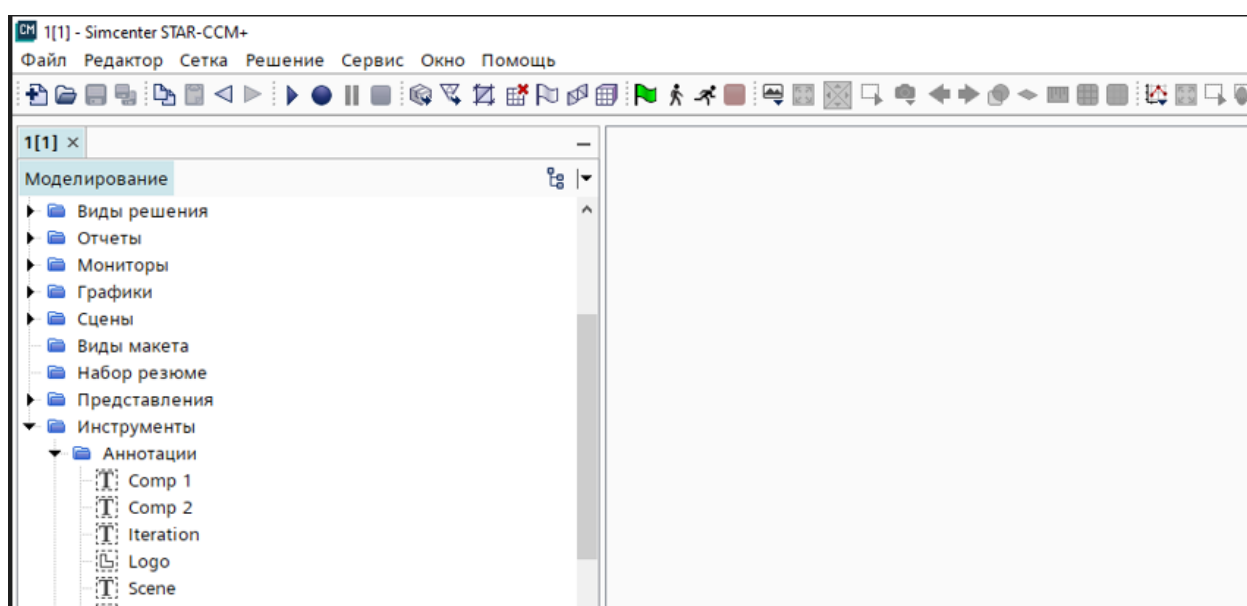 CM 1[1] - Simcenter STAR-CCM+
Файл Редактор Сетка Решение Сервис Окно Помощь
1[1] ×
Моделирование
Виды решения
Отчеты
Мониторы
Графики
Сцены
Виды макета
Набор резюме
Представления
Инструменты
Аннотации
Comp 1
Comp 2
Iteration
Logo
Scene